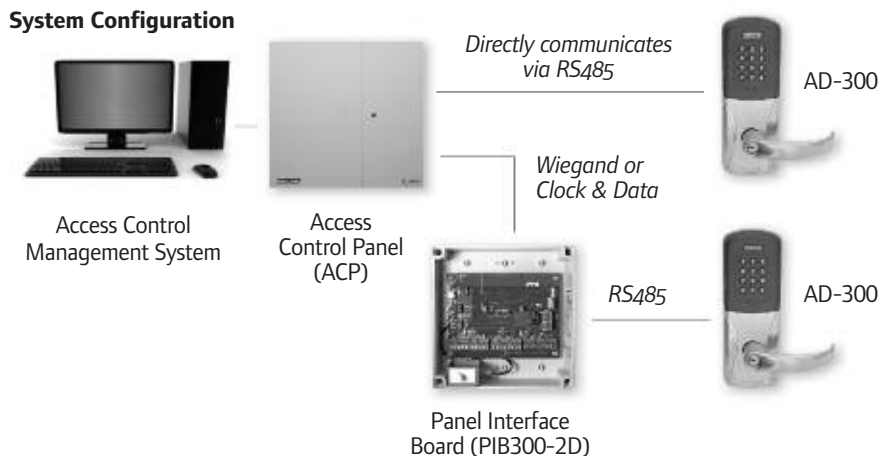 System Configuration
Directly communicates
via RS485
AD-300
Wiegand or
Clock & Data
Access Control
Management System
Access
Control Panel
(ACP)
RS485
AD-300
Panel Interface
Board (PIB300-2D)